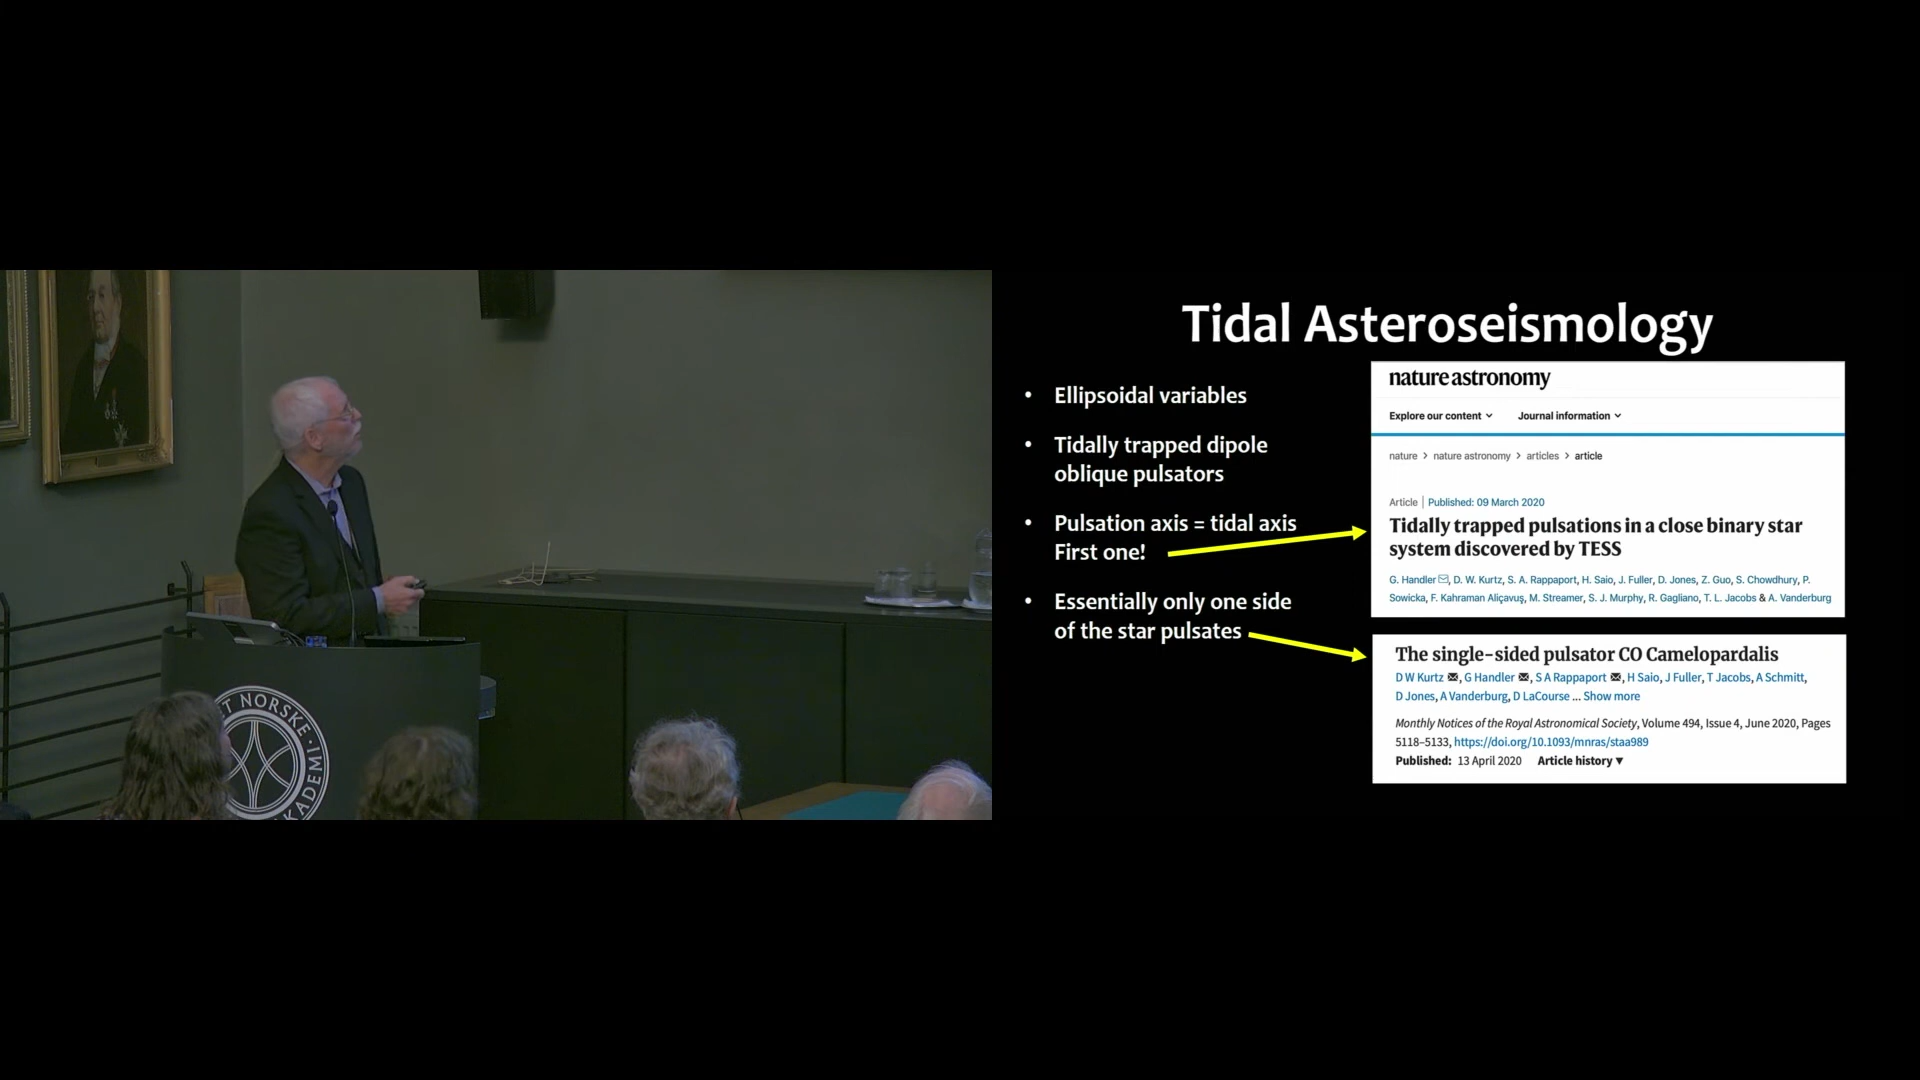 T NORSKE
·
AKADEMI
Tidal Asteroseismology
• Ellipsoidal variables
• Tidally trapped dipole
oblique pulsators
• Pulsation axis = tidal axis
First one!
• Essentially only one side
of the star pulsates
nature astronomy
Explore our content
Journal information
nature > nature astronomy > articles > article
Article | Published: 09 March 2020
Tidally trapped pulsations in a close binary star
system discovered by TESS
G. Handler, D. W. Kurtz, S. A. Rappaport, H. Saio, J. Fuller, D. Jones, Z. Guo, S. Chowdhury, P.
Sowicka, F. Kahraman Aliçavuş, M. Streamer, S. J. Murphy, R. Gagliano, T. L. Jacobs & A. Vanderburg
The single-sided pulsator CO Camelopardalis
D W Kurtz, G Handler, S A Rappaport, H Saio, J Fuller, T Jacobs, A Schmitt,
D Jones, A Vanderburg, D LaCourse ... Show more
Monthly Notices of the Royal Astronomical Society, Volume 494, Issue 4, June 2020, Pages
5118–5133, https://doi.org/10.1093/mnras/staa989
Published: 13 April 2020 Article history ▼